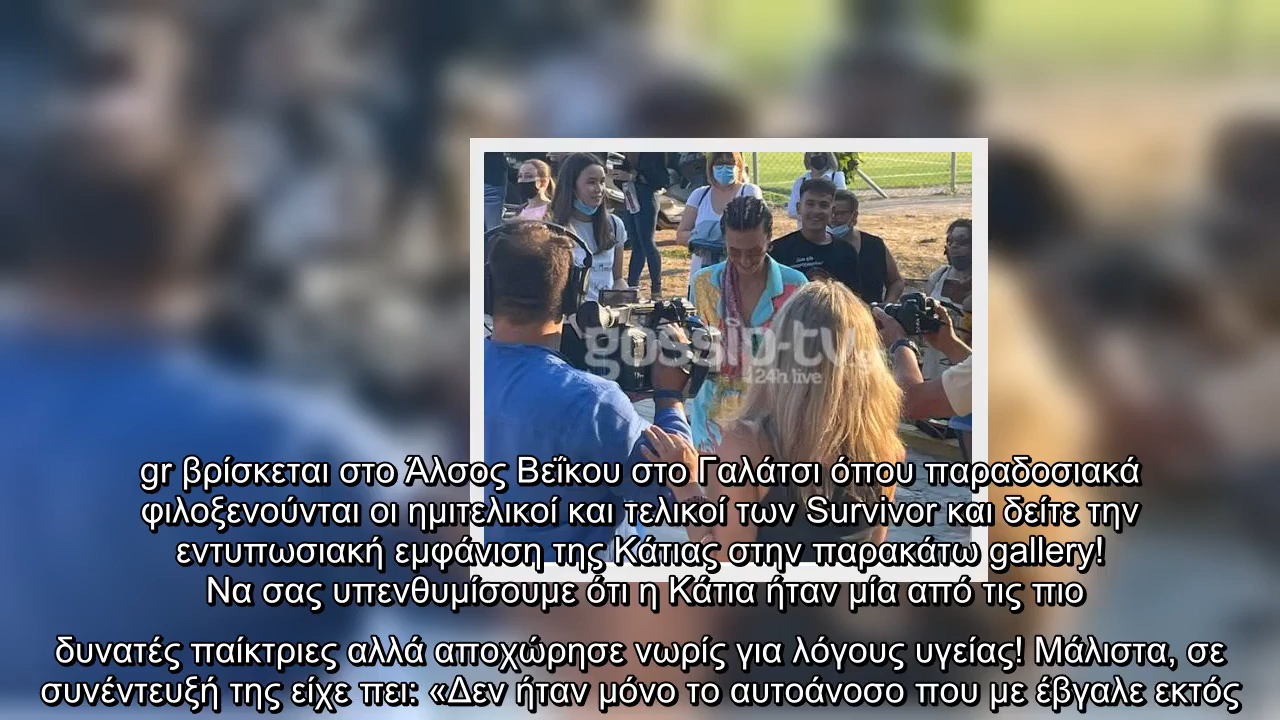 gossip-tv
24h live
gr βρίσκεται στο Άλσος Βεΐκου στο Γαλάτσι όπου παραδοσιακά
φιλοξενούνται οι ημιτελικοί και τελικοί των Survivor και δείτε την
εντυπωσιακή εμφάνιση της Κάτιας στην παρακάτω gallery!
Να σας υπενθυμίσουμε ότι η Κάτια ήταν μία από τις πιο
δυνατές παίκτριες αλλά αποχώρησε νωρίς για λόγους υγείας! Μάλιστα, σε
συνέντευξή της είχε πει: «Δεν ήταν μόνο το αυτοάνοσο που με έβγαλε εκτός